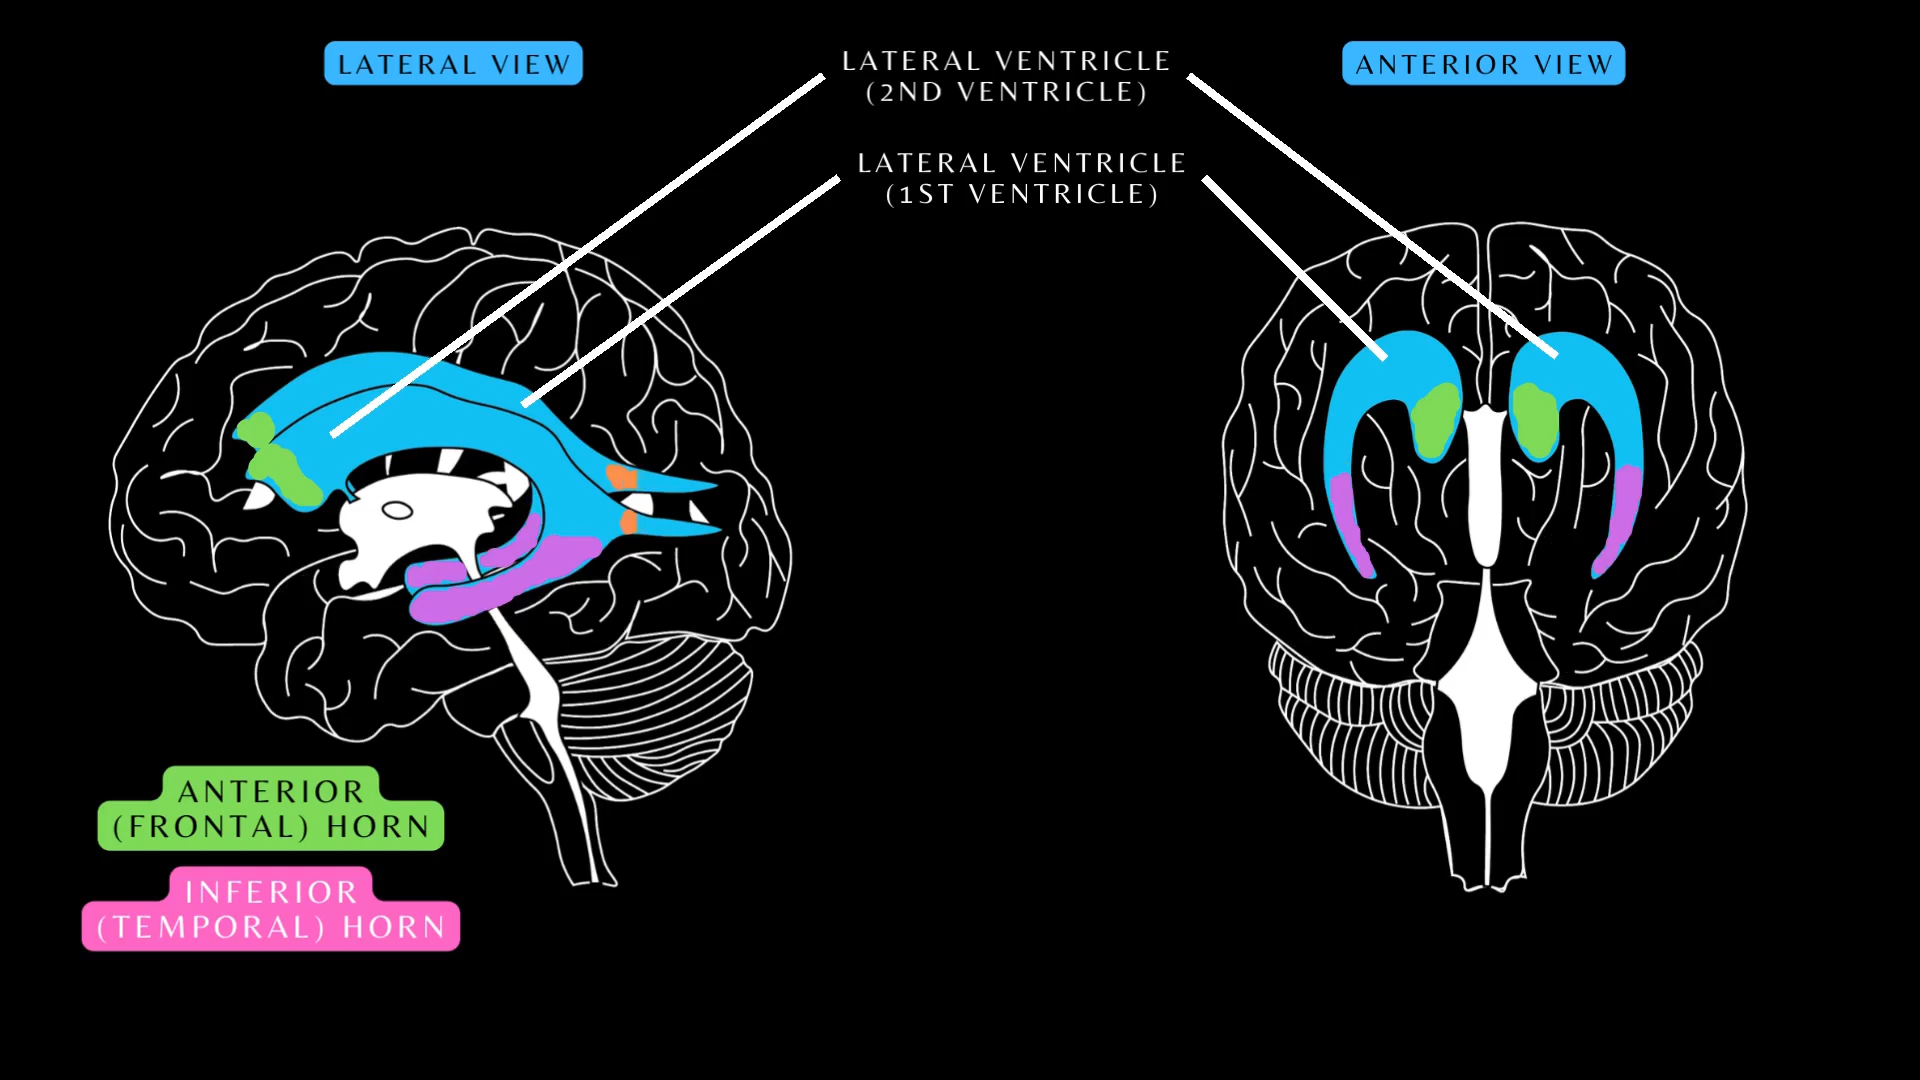 LATERAL VIEW
LATERAL VENTRICLE
(2ND VENTRICLE)
ANTERIOR VIEW
LATERAL VENTRICLE
(1ST VENTRICLE)
ANTERIOR
(FRONTAL) HORN
INFERIOR
(TEMPORAL) HORN